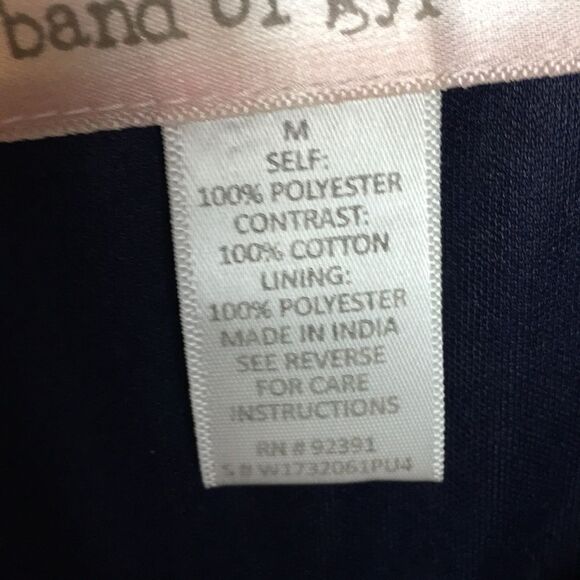 band of gyp
M
SELF:
100% POLYESTER
CONTRAST:
100% COTTON
LINING:
100% POLYESTER
MADE IN INDIA
SEE REVERSE
FOR CARE
INSTRUCTIONS
RN # 92391
S # W1732061PU4